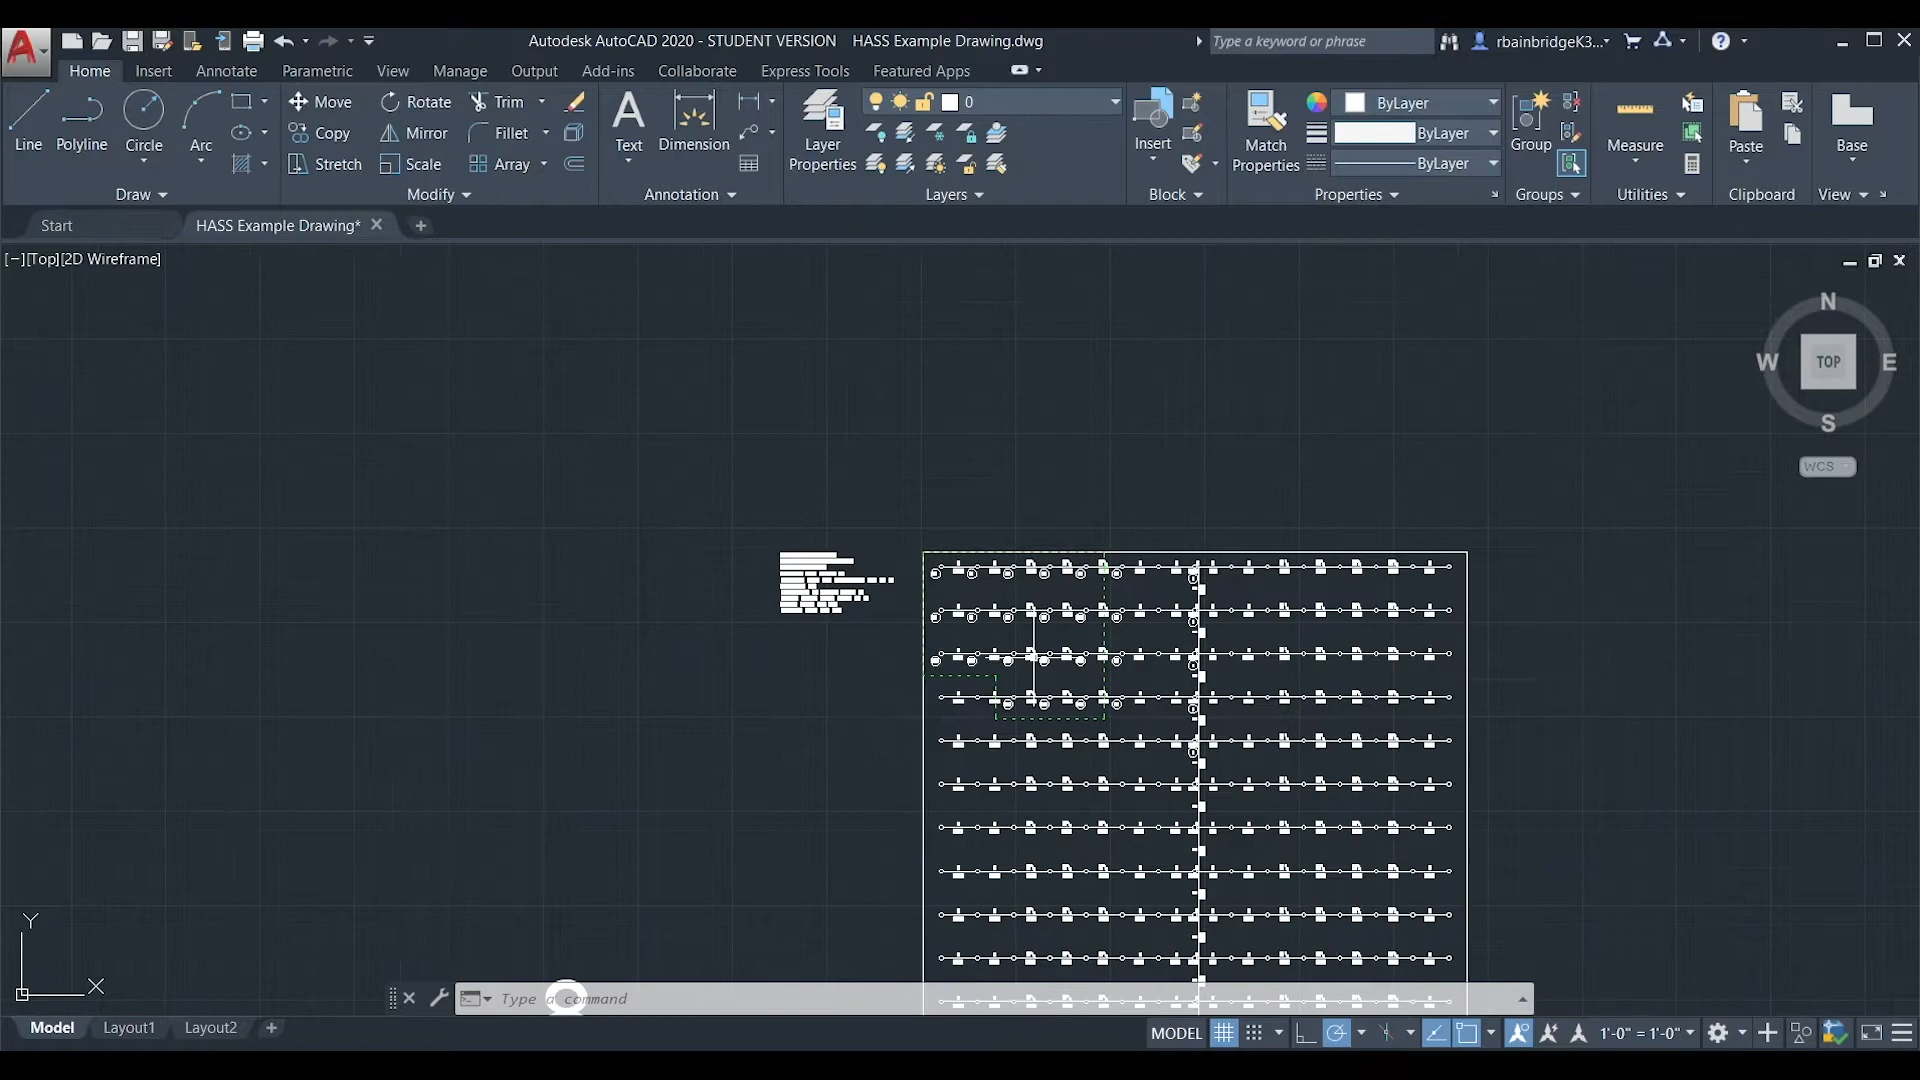 Autodesk AutoCAD 2020 - STUDENT VERSION HASS Example Drawing.dwg
Type a keyword or phrase
rbainbridgeK3...
Home Insert Annotate Parametric View Manage Output Add-ins Collaborate Express Tools Featured Apps
Line Polyline Circle Arc
Move Rotate Trim
Copy Mirror Fillet
Stretch Scale Array
Text Dimension
Layer Properties
0
Insert
Match Properties
ByLayer
ByLayer
ByLayer
Group
Measure
Paste
Base
Draw Modify Annotation Layers Block Properties Groups Utilities Clipboard View
Start HASS Example Drawing*
[−][Top][2D Wireframe]
N
W TOP E
S
WCS
Y
X
Type a command
Model Layout1 Layout2
MODEL 1'-0" = 1'-0"